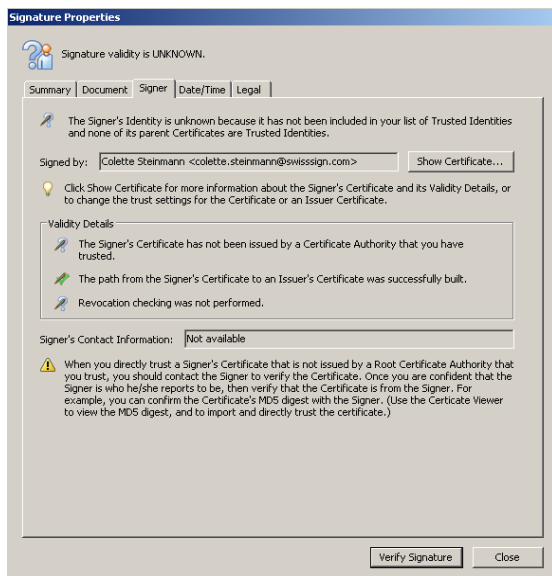 Signature Properties
Signature validity is UNKNOWN.
Summary Document Signer Date/Time Legal
The Signer's Identity is unknown because it has not been included in your list of Trusted Identities
and none of its parent Certificates are Trusted Identities.
Signed by: Colette Steinmann <colette.steinmann@swisssign.com> Show Certificate...
Click Show Certificate for more information about the Signer's Certificate and its Validity Details, or
to change the trust settings for the Certificate or an Issuer Certificate.
Validity Details
The Signer's Certificate has not been issued by a Certificate Authority that you have
trusted.
The path from the Signer's Certificate to an Issuer's Certificate was successfully built.
Revocation checking was not performed.
Signer's Contact Information: Not available
When you directly trust a Signer's Certificate that is not issued by a Root Certificate Authority that
you trust, you should contact the Signer to verify the Certificate. Once you are confident that the
Signer is who he/she reports to be, then verify that the Certificate is from the Signer. For
example, you can confirm the Certificate's MD5 digest with the Signer. (Use the Certicate Viewer
to view the MD5 digest, and to import and directly trust the certificate.)
Verify Signature Close